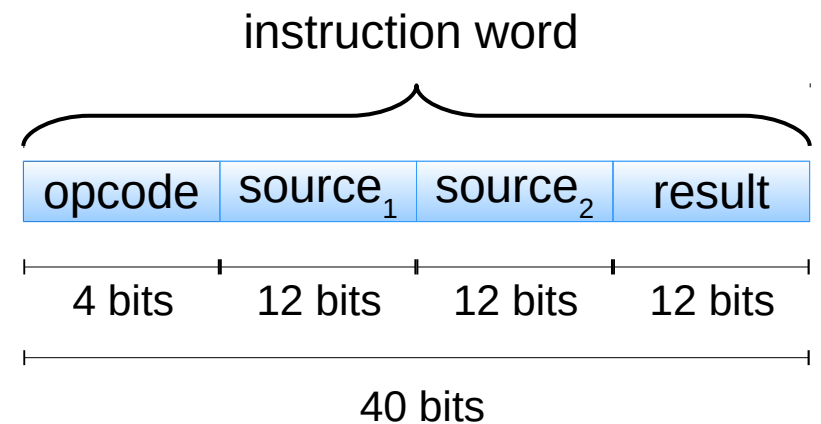 instruction word
opcode source₁ source₂ result
4 bits 12 bits 12 bits 12 bits
40 bits